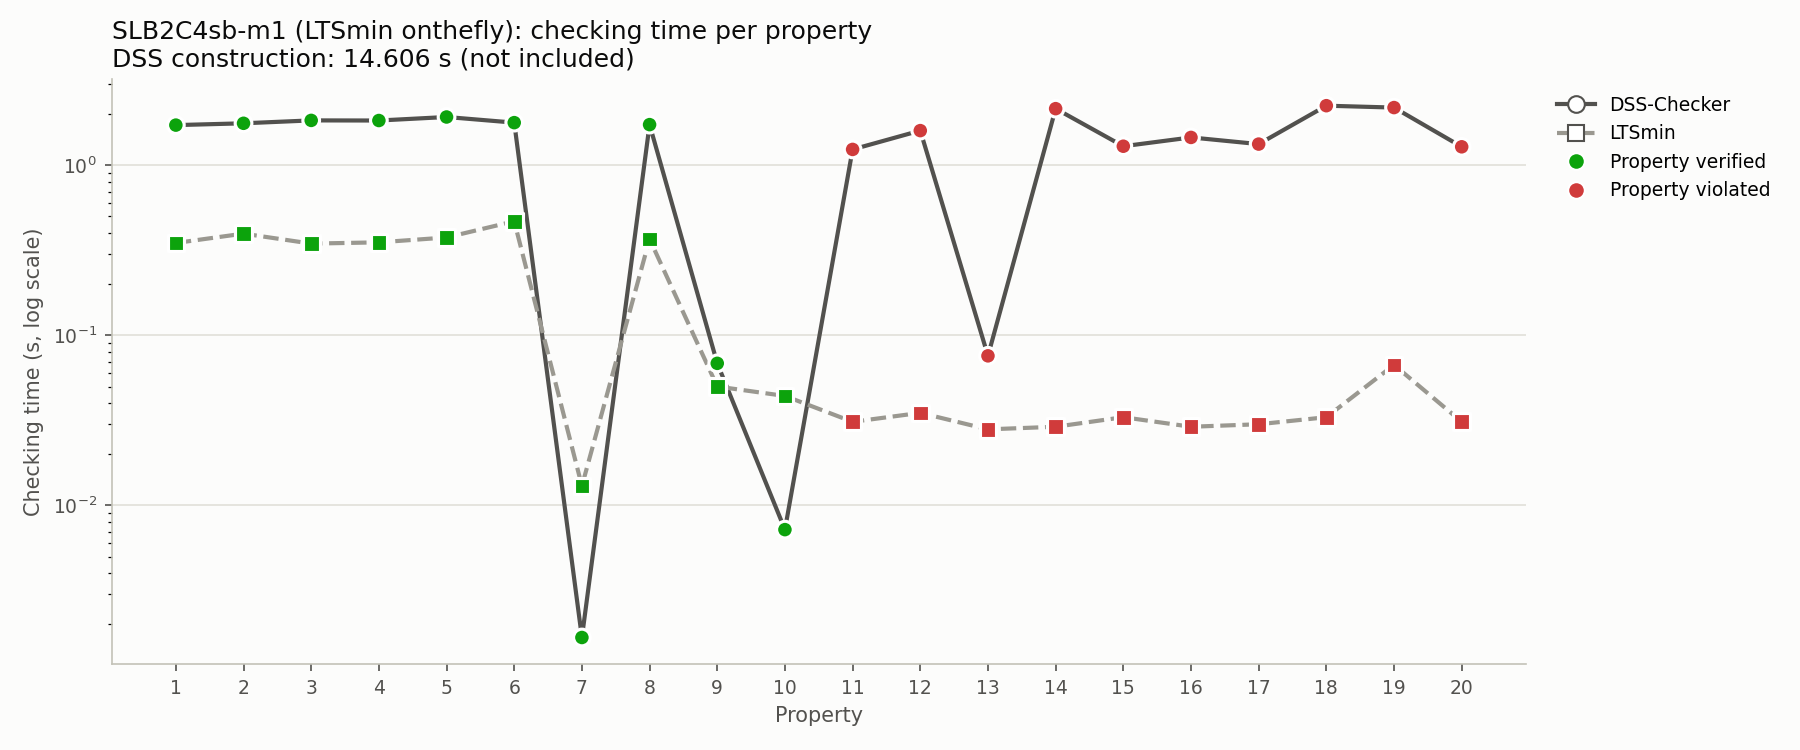 SLB2C4sb-m1 (LTSmin onthefly): checking time per property
DSS construction: 14.606 s (not included)
DSS-Checker
LTSmin
Property verified
Property violated
Checking time (s, log scale)
10⁰
10⁻¹
10⁻²
1 2 3 4 5 6 7 8 9 10 11 12 13 14 15 16 17 18 19 20
Property